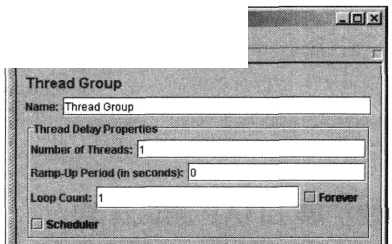 Thread Group
Name: Thread Group
Thread Delay Properties
Number of Threads: 1
Ramp-Up Period (in seconds): 0
Loop Count: 1 Forever
Scheduler